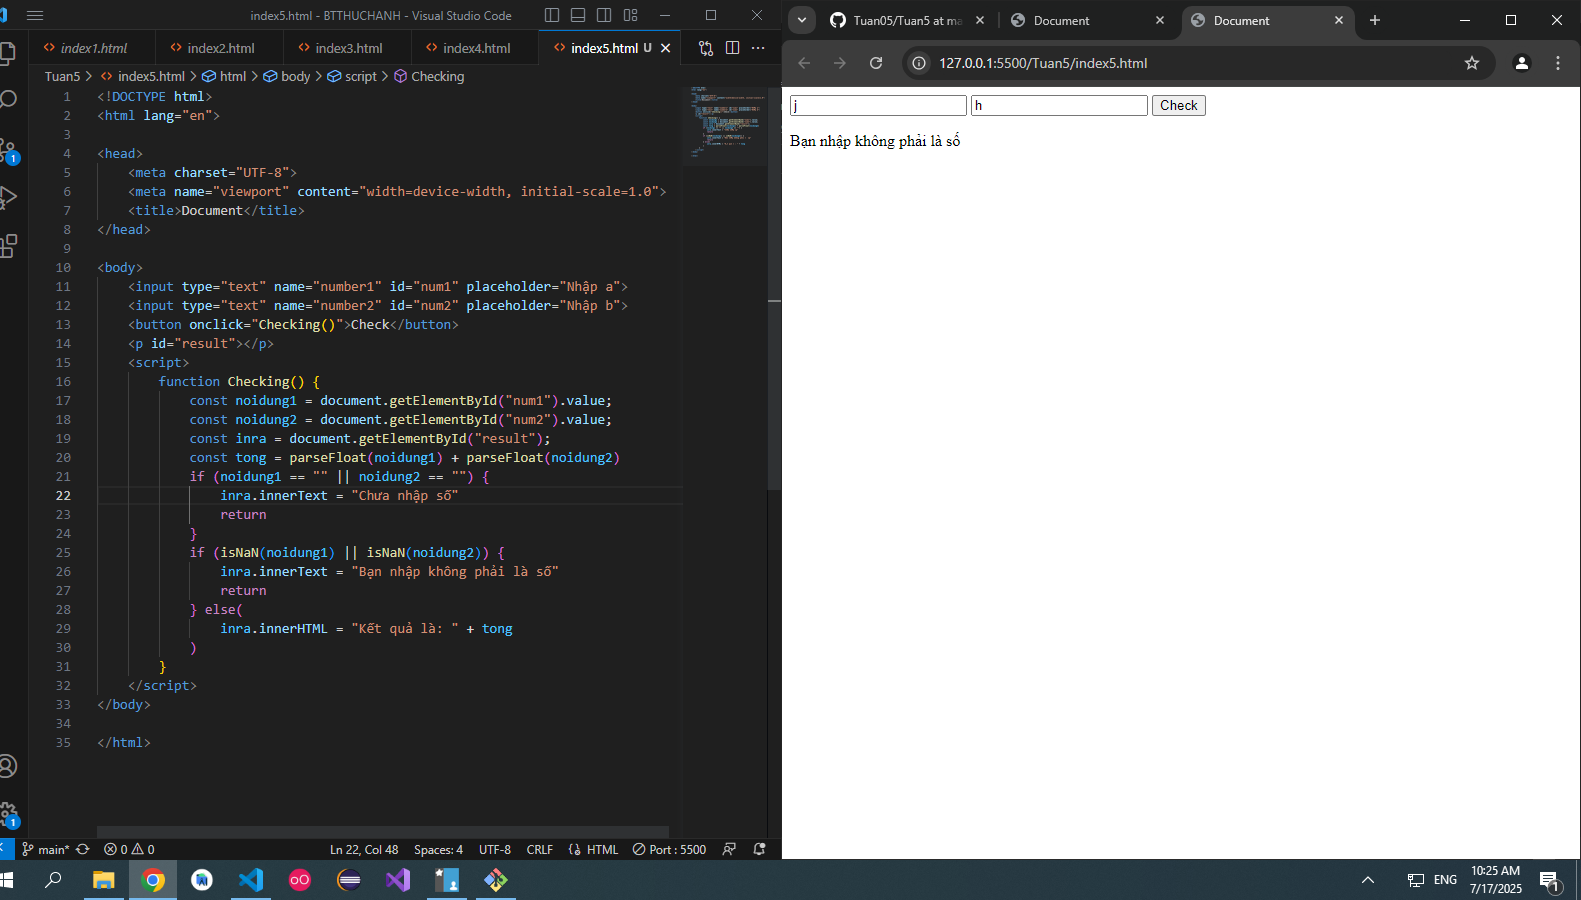 index5.html - BTTHUCHANH - Visual Studio Code
index1.html
index2.html
index3.html
index4.html
index5.html U
Tuan5 > index5.html > html > body > script > Checking
1 <!DOCTYPE html>
2 <html lang="en">
3
4 <head>
5 <meta charset="UTF-8">
6 <meta name="viewport" content="width=device-width, initial-scale=1.0">
7 <title>Document</title>
8 </head>
9
10 <body>
11 <input type="text" name="number1" id="num1" placeholder="Nhập a">
12 <input type="text" name="number2" id="num2" placeholder="Nhập b">
13 <button onclick="Checking()">Check</button>
14 <p id="result"></p>
15 <script>
16 function Checking() {
17 const noidung1 = document.getElementById("num1").value;
18 const noidung2 = document.getElementById("num2").value;
19 const inra = document.getElementById("result");
20 const tong = parseFloat(noidung1) + parseFloat(noidung2)
21 if (noidung1 == "" || noidung2 == "") {
22 inra.innerText = "Chưa nhập số"
23 return
24 }
25 if (isNaN(noidung1) || isNaN(noidung2)) {
26 inra.innerText = "Bạn nhập không phải là số"
27 return
28 } else(
29 inra.innerHTML = "Kết quả là: " + tong
30 )
31 }
32 </script>
33 </body>
34
35 </html>
1
1
main* 0 0 Ln 22, Col 48 Spaces: 4 UTF-8 CRLF HTML Port : 5500
Tuan05/Tuan5 at ma
Document
Document
127.0.0.1:5500/Tuan5/index5.html
j h Check
Bạn nhập không phải là số
ENG
10:25 AM
7/17/2025
1